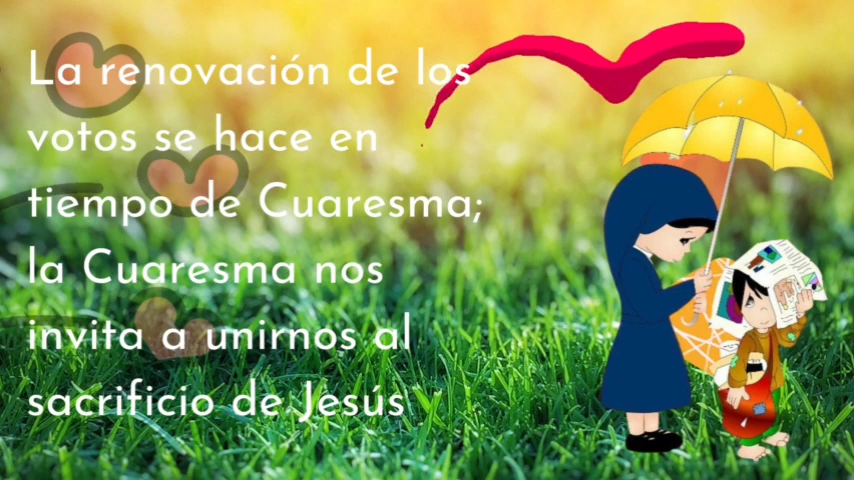 La renovación de los
votos se hace en
tiempo de Cuaresma;
la Cuaresma nos
invita a unirnos al
sacrificio de Jesús